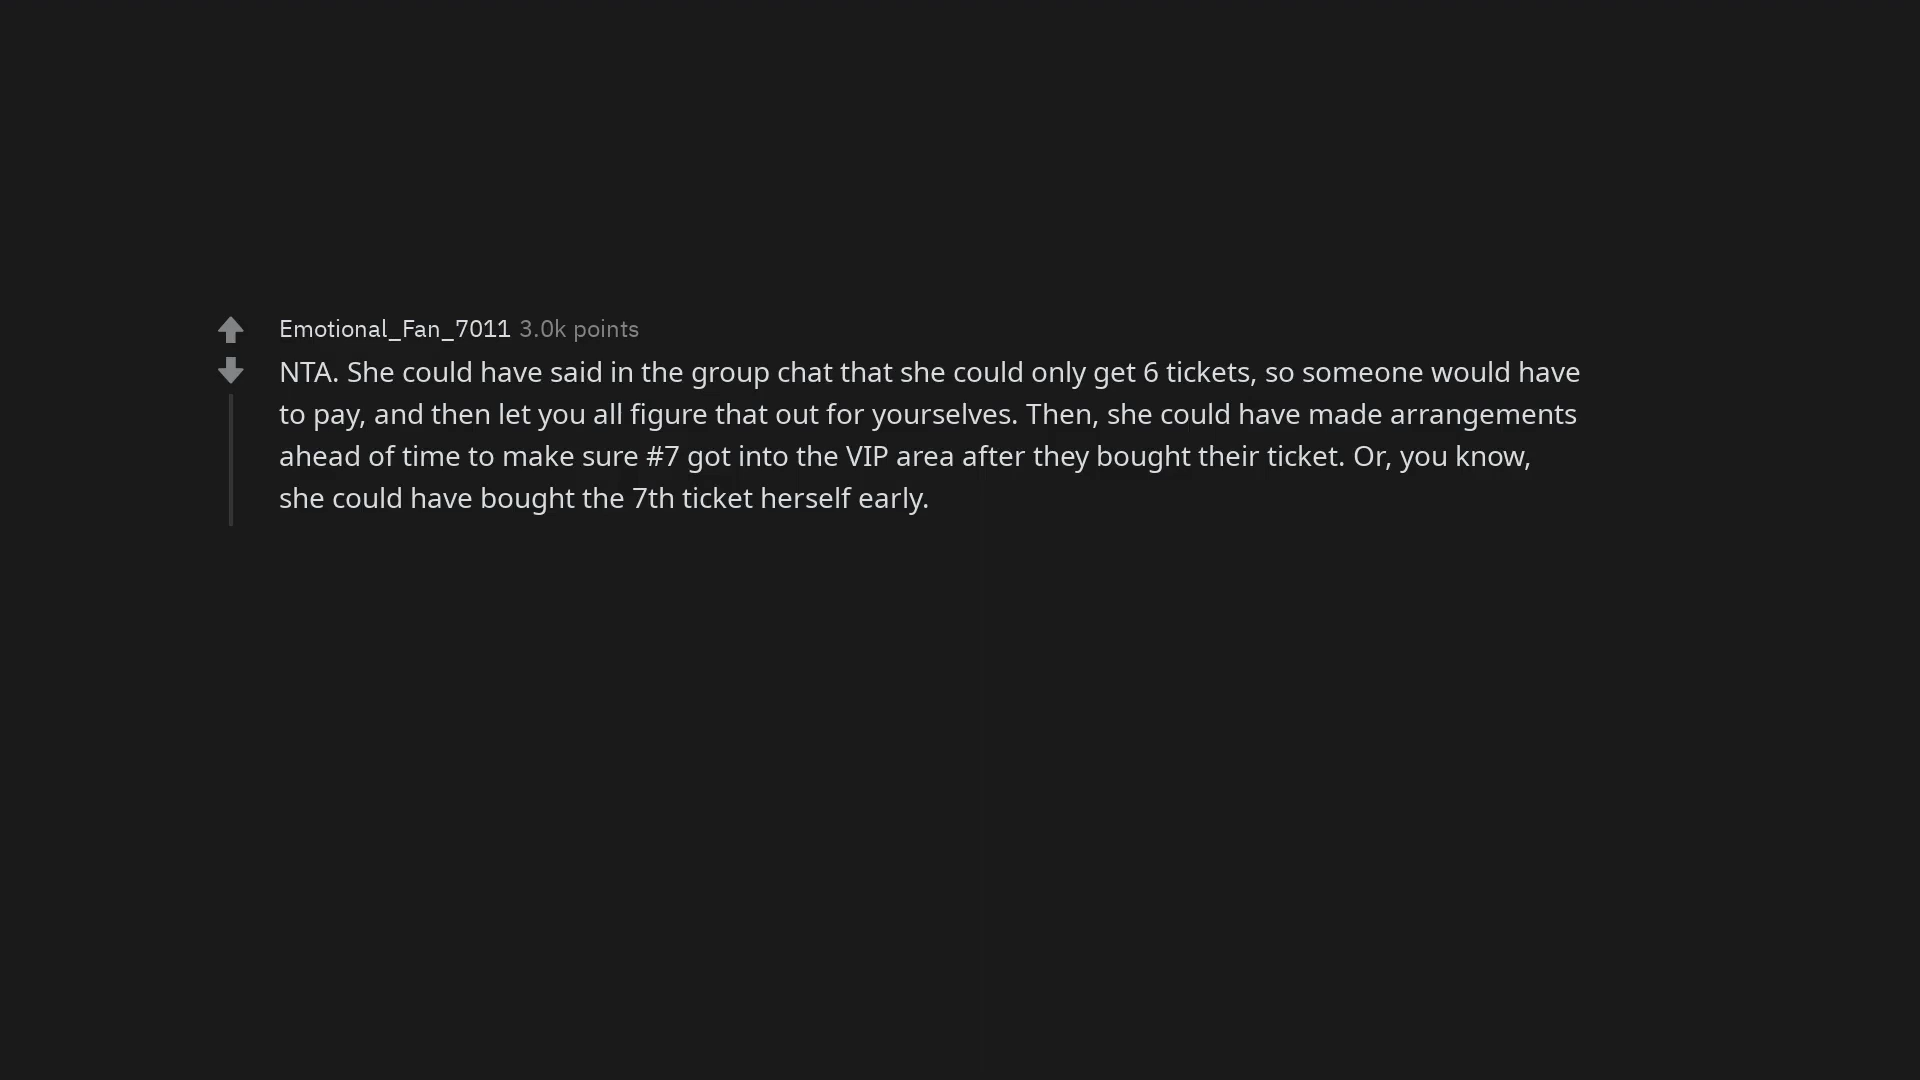 Emotional_Fan_7011 3.0k points
NTA. She could have said in the group chat that she could only get 6 tickets, so someone would have
to pay, and then let you all figure that out for yourselves. Then, she could have made arrangements
ahead of time to make sure #7 got into the VIP area after they bought their ticket. Or, you know,
she could have bought the 7th ticket herself early.